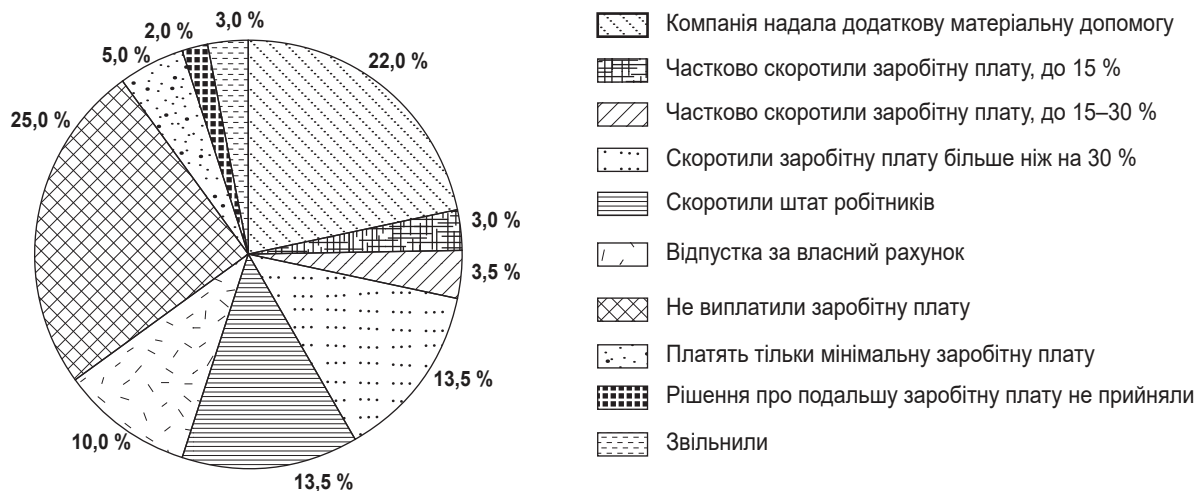 3,0 %
2,0 %
5,0 %
22,0 %
25,0 %
3,0 %
3,5 %
13,5 %
10,0 %
13,5 %
Компанія надала додаткову матеріальну допомогу
Частково скоротили заробітну плату, до 15 %
Частково скоротили заробітну плату, до 15–30 %
Скоротили заробітну плату більше ніж на 30 %
Скоротили штат робітників
Відпустка за власний рахунок
Не виплатили заробітну плату
Платять тільки мінімальну заробітну плату
Рішення про подальшу заробітну плату не прийняли
Звільнили